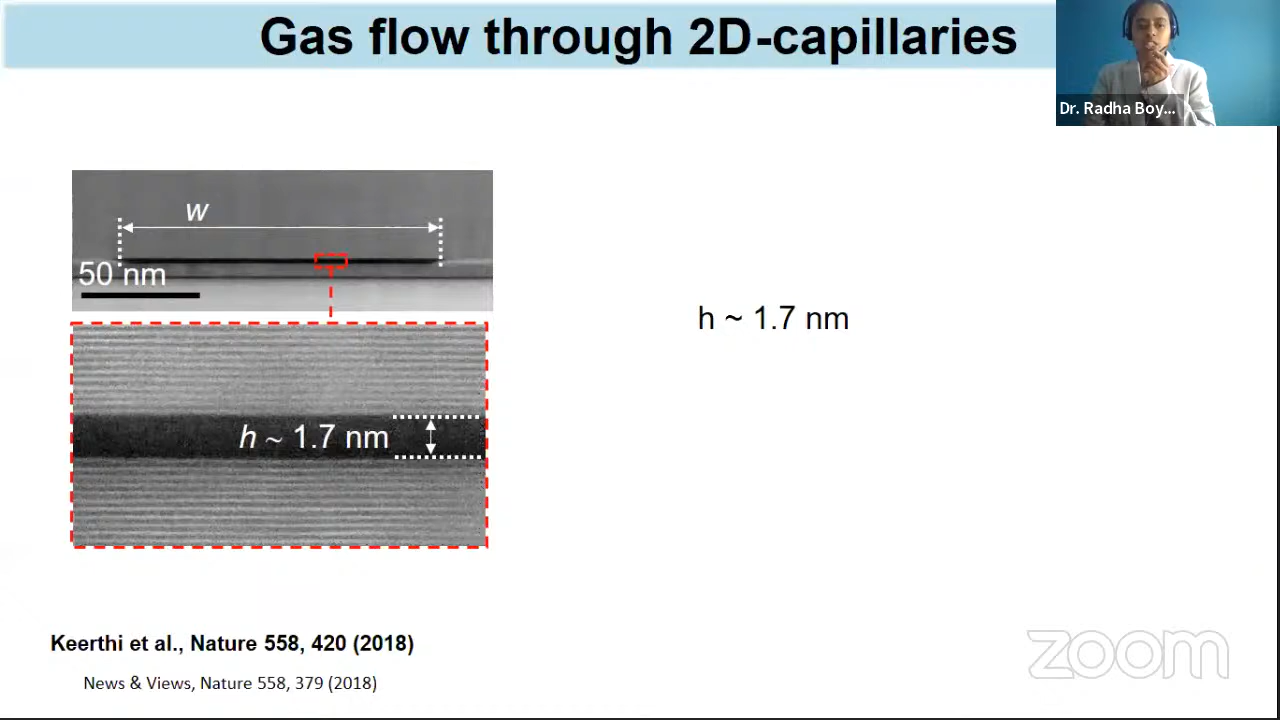 Gas flow through 2D-capillaries
Dr. Radha Boy...
w
50 nm
h ~ 1.7 nm
h ~ 1.7 nm
Keerthi et al., Nature 558, 420 (2018)
News & Views, Nature 558, 379 (2018)
zoom